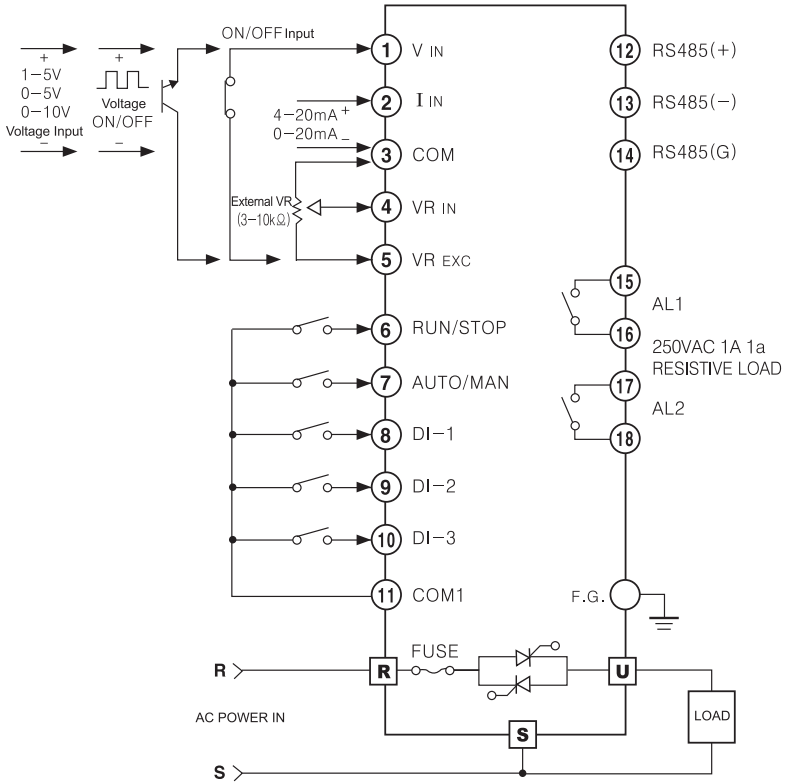 ON/OFF Input
+
1-5V
0-5V
0-10V
Voltage Input
-
+
Voltage
ON/OFF
-
4-20mA +
0-20mA -
External VR
(3-10kΩ)
1 V IN
2 I IN
3 COM
4 VR IN
5 VR EXC
6 RUN/STOP
7 AUTO/MAN
8 DI-1
9 DI-2
10 DI-3
11 COM1
12 RS485(+)
13 RS485(-)
14 RS485(G)
15
AL1
16
250VAC 1A 1a
RESISTIVE LOAD
17
AL2
18
F.G.
R
R
FUSE
U
AC POWER IN
LOAD
S
S